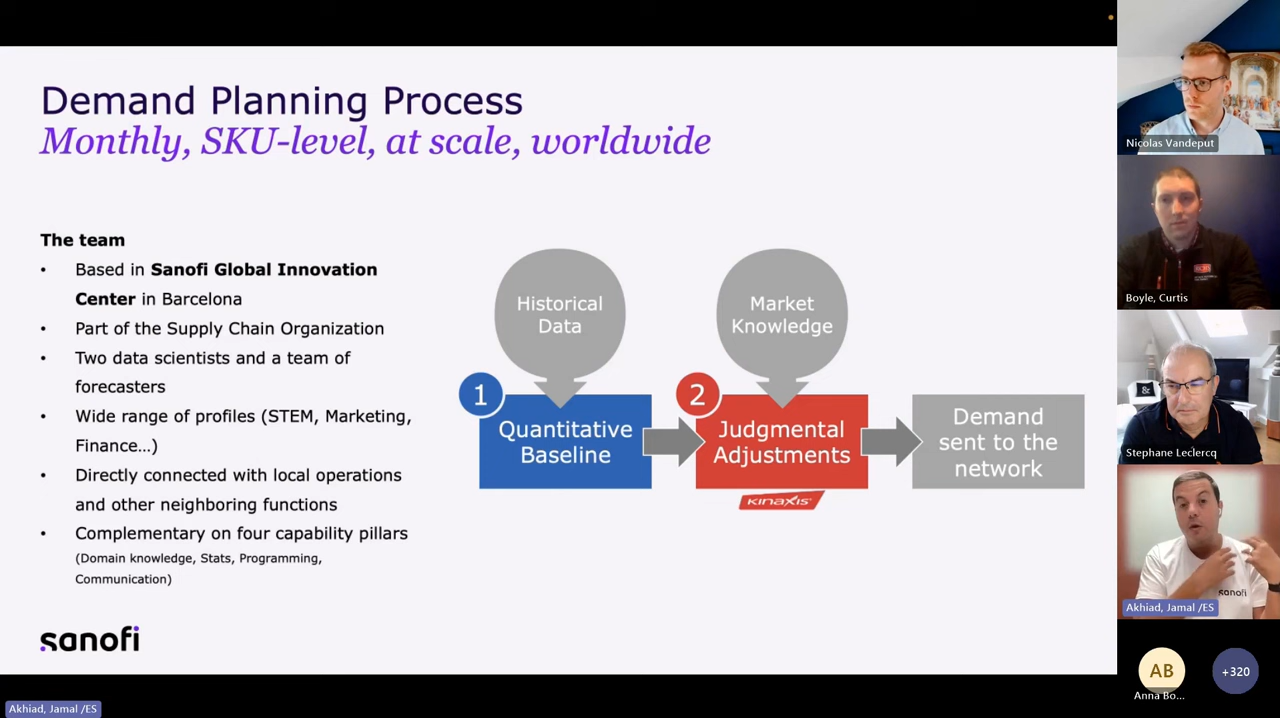 Demand Planning Process
Monthly, SKU-level, at scale, worldwide
The team
• Based in Sanofi Global Innovation
Center in Barcelona
• Part of the Supply Chain Organization
• Two data scientists and a team of
forecasters
• Wide range of profiles (STEM, Marketing,
Finance...)
• Directly connected with local operations
and other neighboring functions
• Complementary on four capability pillars
(Domain knowledge, Stats, Programming,
Communication)
Historical
Data
Market
Knowledge
1
Quantitative
Baseline
2
Judgmental
Adjustments
Kinaxis
Demand
sent to the
network
sanofi
Akhiad, Jamal /ES
Nicolas Vandeput
Boyle, Curtis
&
Stephane Leclercq
sanofi
Akhiad, Jamal /ES
AB
Anna Bo...
+320